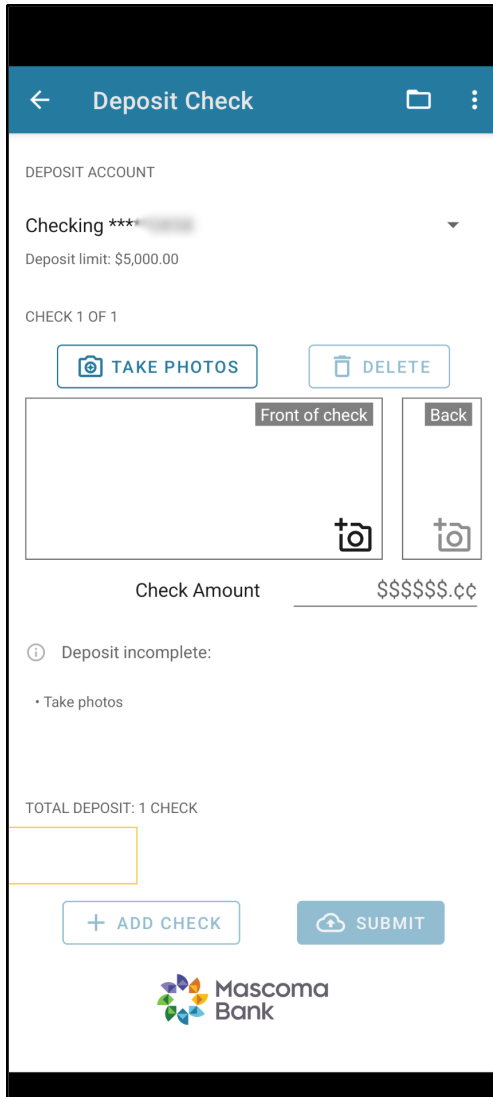 Deposit Check
DEPOSIT ACCOUNT
Checking ****
Deposit limit: $5,000.00
CHECK 1 OF 1
TAKE PHOTOS
DELETE
Front of check
Back
Check Amount $$$$$$.¢¢
Deposit incomplete:
• Take photos
TOTAL DEPOSIT: 1 CHECK
+ ADD CHECK
SUBMIT
Mascoma
Bank